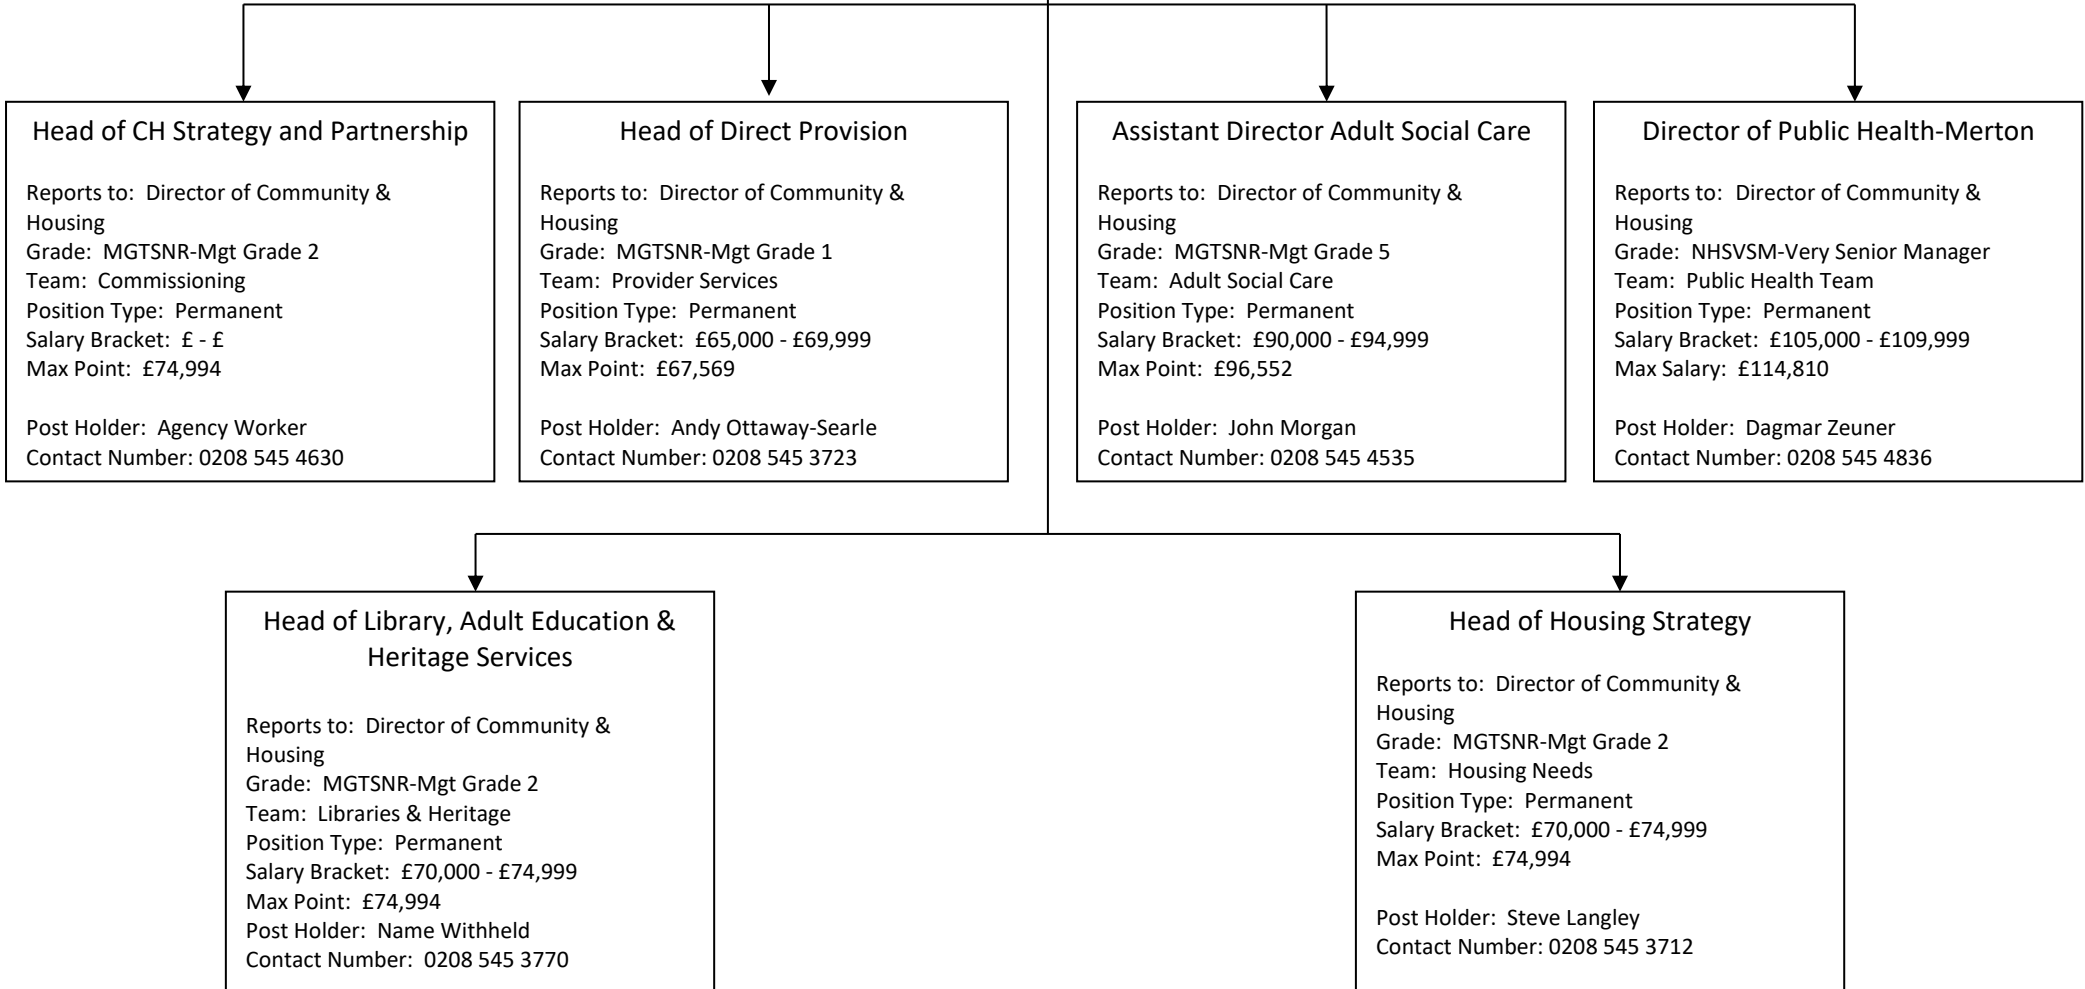 Head of CH Strategy and Partnership
Reports to: Director of Community &
Housing
Grade: MGTSNR-Mgt Grade 2
Team: Commissioning
Position Type: Permanent
Salary Bracket: £ - £
Max Point: £74,994
Post Holder: Agency Worker
Contact Number: 0208 545 4630
Head of Direct Provision
Reports to: Director of Community &
Housing
Grade: MGTSNR-Mgt Grade 1
Team: Provider Services
Position Type: Permanent
Salary Bracket: £65,000 - £69,999
Max Point: £67,569
Post Holder: Andy Ottaway-Searle
Contact Number: 0208 545 3723
Assistant Director Adult Social Care
Reports to: Director of Community &
Housing
Grade: MGTSNR-Mgt Grade 5
Team: Adult Social Care
Position Type: Permanent
Salary Bracket: £90,000 - £94,999
Max Point: £96,552
Post Holder: John Morgan
Contact Number: 0208 545 4535
Director of Public Health-Merton
Reports to: Director of Community &
Housing
Grade: NHSVSM-Very Senior Manager
Team: Public Health Team
Position Type: Permanent
Salary Bracket: £105,000 - £109,999
Max Salary: £114,810
Post Holder: Dagmar Zeuner
Contact Number: 0208 545 4836
Head of Library, Adult Education &
Heritage Services
Reports to: Director of Community &
Housing
Grade: MGTSNR-Mgt Grade 2
Team: Libraries & Heritage
Position Type: Permanent
Salary Bracket: £70,000 - £74,999
Max Point: £74,994
Post Holder: Name Withheld
Contact Number: 0208 545 3770
Head of Housing Strategy
Reports to: Director of Community &
Housing
Grade: MGTSNR-Mgt Grade 2
Team: Housing Needs
Position Type: Permanent
Salary Bracket: £70,000 - £74,999
Max Point: £74,994
Post Holder: Steve Langley
Contact Number: 0208 545 3712